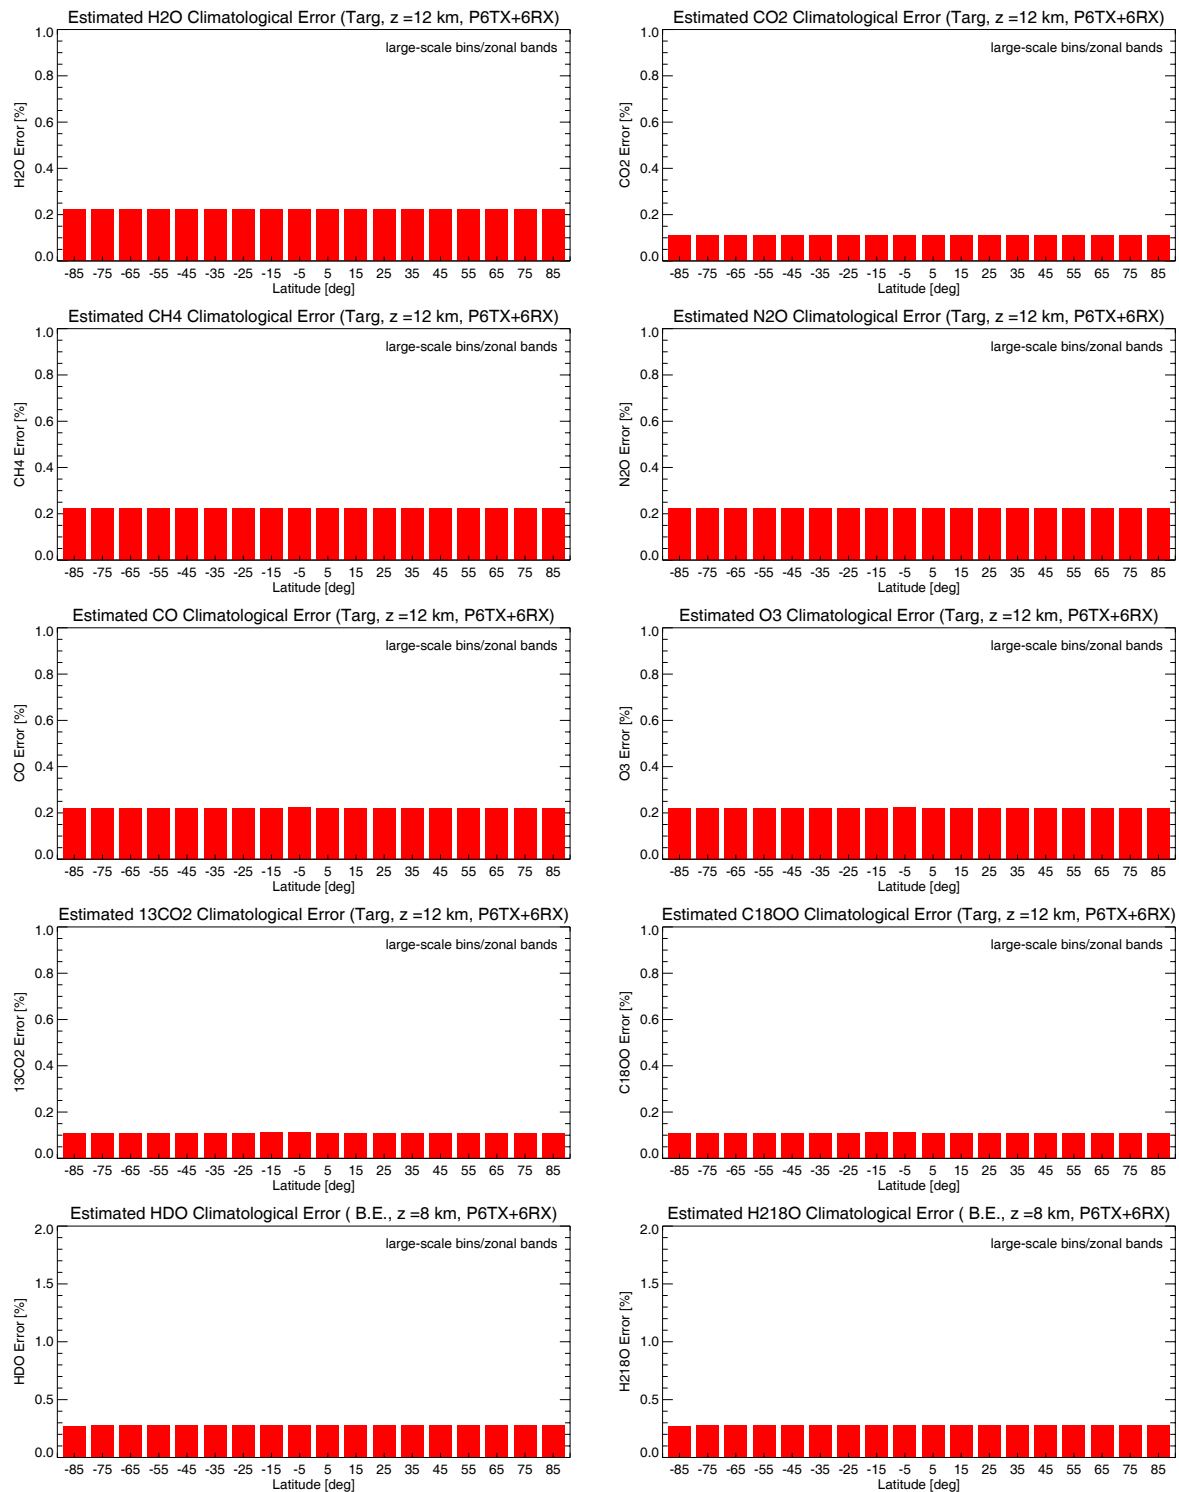 Estimated H2O Climatological Error (Targ, z =12 km, P6TX+6RX)
large-scale bins/zonal bands
H2O Error [%]
1.0
0.8
0.6
0.4
0.2
0.0
-85 -75 -65 -55 -45 -35 -25 -15 -5 5 15 25 35 45 55 65 75 85
Latitude [deg]
Estimated CO2 Climatological Error (Targ, z =12 km, P6TX+6RX)
large-scale bins/zonal bands
CO2 Error [%]
1.0
0.8
0.6
0.4
0.2
0.0
-85 -75 -65 -55 -45 -35 -25 -15 -5 5 15 25 35 45 55 65 75 85
Latitude [deg]
Estimated CH4 Climatological Error (Targ, z =12 km, P6TX+6RX)
large-scale bins/zonal bands
CH4 Error [%]
1.0
0.8
0.6
0.4
0.2
0.0
-85 -75 -65 -55 -45 -35 -25 -15 -5 5 15 25 35 45 55 65 75 85
Latitude [deg]
Estimated N2O Climatological Error (Targ, z =12 km, P6TX+6RX)
large-scale bins/zonal bands
N2O Error [%]
1.0
0.8
0.6
0.4
0.2
0.0
-85 -75 -65 -55 -45 -35 -25 -15 -5 5 15 25 35 45 55 65 75 85
Latitude [deg]
Estimated CO Climatological Error (Targ, z =12 km, P6TX+6RX)
large-scale bins/zonal bands
CO Error [%]
1.0
0.8
0.6
0.4
0.2
0.0
-85 -75 -65 -55 -45 -35 -25 -15 -5 5 15 25 35 45 55 65 75 85
Latitude [deg]
Estimated O3 Climatological Error (Targ, z =12 km, P6TX+6RX)
large-scale bins/zonal bands
O3 Error [%]
1.0
0.8
0.6
0.4
0.2
0.0
-85 -75 -65 -55 -45 -35 -25 -15 -5 5 15 25 35 45 55 65 75 85
Latitude [deg]
Estimated 13CO2 Climatological Error (Targ, z =12 km, P6TX+6RX)
large-scale bins/zonal bands
13CO2 Error [%]
1.0
0.8
0.6
0.4
0.2
0.0
-85 -75 -65 -55 -45 -35 -25 -15 -5 5 15 25 35 45 55 65 75 85
Latitude [deg]
Estimated C18OO Climatological Error (Targ, z =12 km, P6TX+6RX)
large-scale bins/zonal bands
C18OO Error [%]
1.0
0.8
0.6
0.4
0.2
0.0
-85 -75 -65 -55 -45 -35 -25 -15 -5 5 15 25 35 45 55 65 75 85
Latitude [deg]
Estimated HDO Climatological Error ( B.E., z =8 km, P6TX+6RX)
large-scale bins/zonal bands
HDO Error [%]
2.0
1.5
1.0
0.5
0.0
-85 -75 -65 -55 -45 -35 -25 -15 -5 5 15 25 35 45 55 65 75 85
Latitude [deg]
Estimated H218O Climatological Error ( B.E., z =8 km, P6TX+6RX)
large-scale bins/zonal bands
H218O Error [%]
2.0
1.5
1.0
0.5
0.0
-85 -75 -65 -55 -45 -35 -25 -15 -5 5 15 25 35 45 55 65 75 85
Latitude [deg]